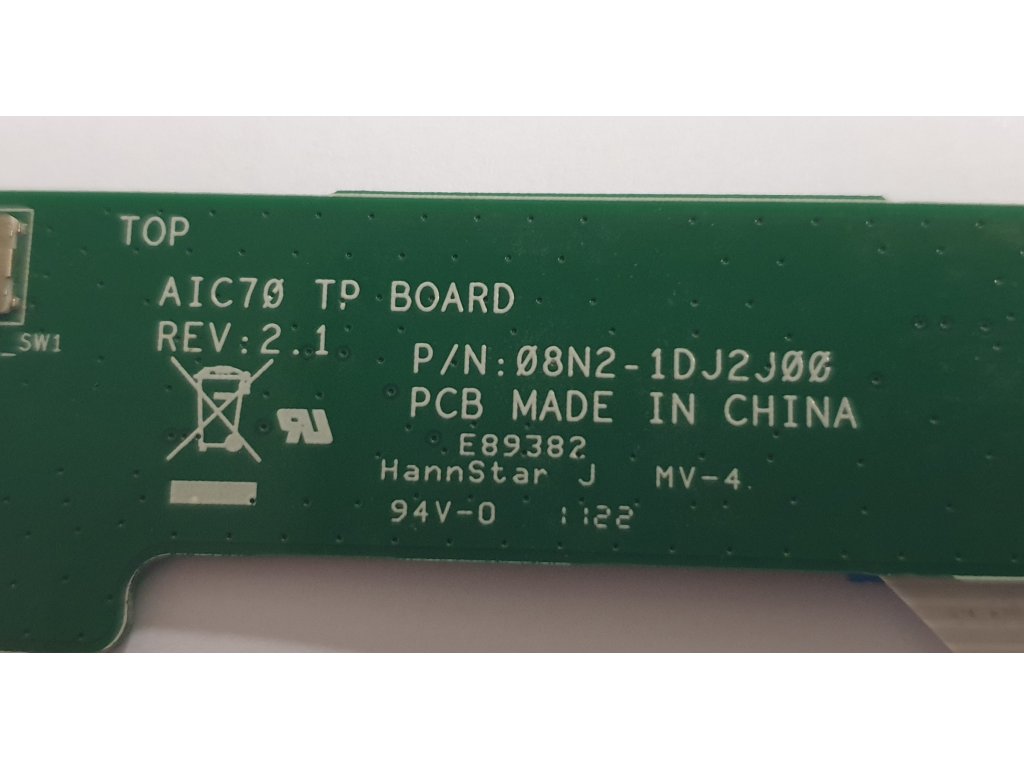 TOP
AIC70 TP BOARD
REV:2.1
_SW1
P/N:08N2-1DJ2J00
PCB MADE IN CHINA
E89382
HannStar J MV-4
94V-0 1122